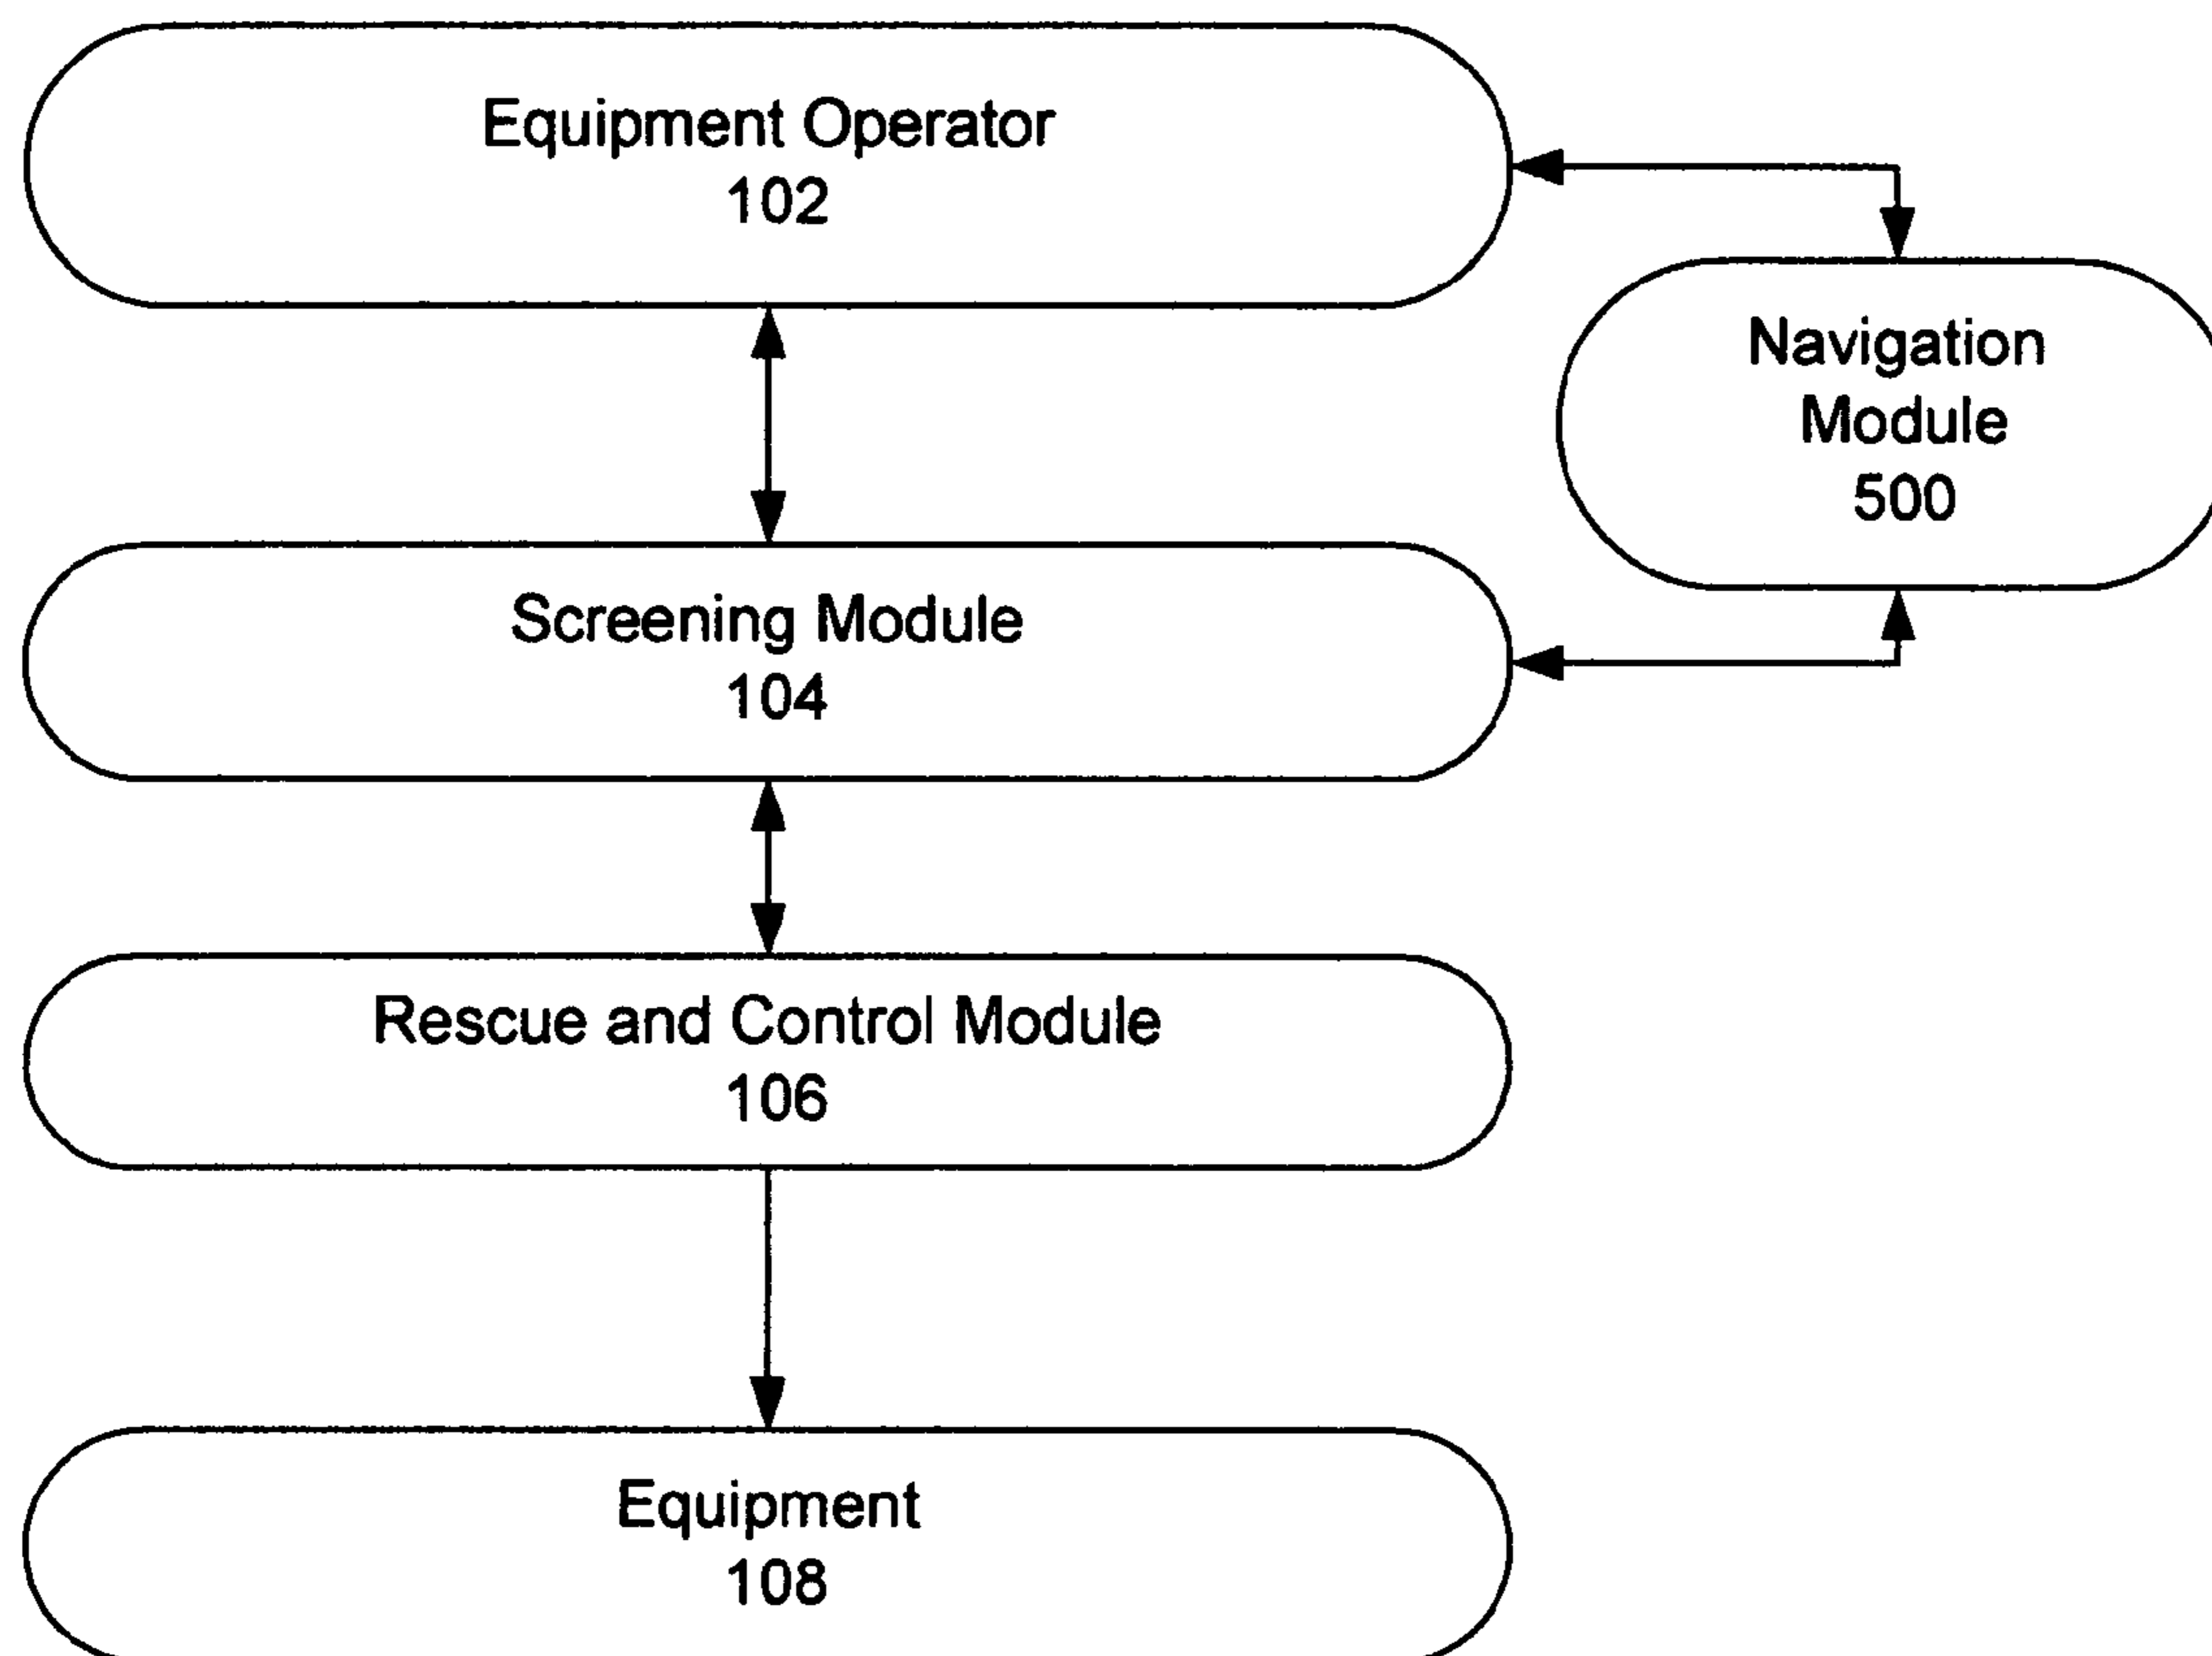 Equipment Operator
102
Navigation
Module
500
Screening Module
104
Rescue and Control Module
106
Equipment
108